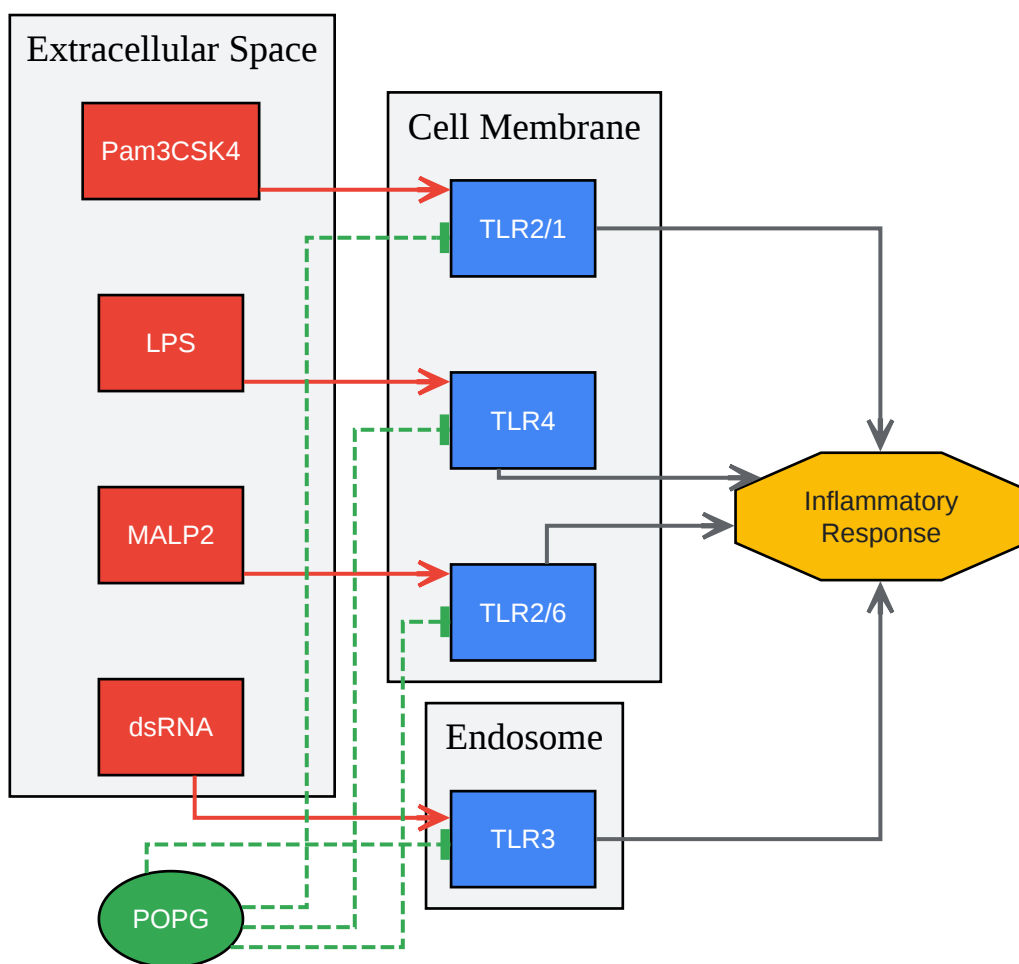 Extracellular Space
Pam3CSK4
LPS
MALP2
dsRNA
POPG
Cell Membrane
TLR2/1
TLR4
TLR2/6
Endosome
TLR3
Inflammatory
Response